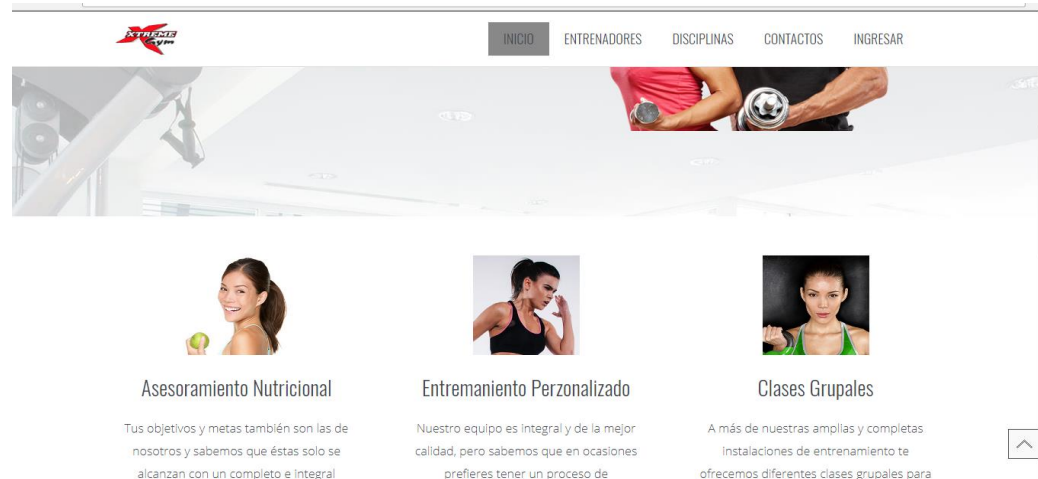 XTREME
Gym
INICIO
ENTRENADORES
DISCIPLINAS
CONTACTOS
INGRESAR
Asesoramiento Nutricional
Tus objetivos y metas también son las de
nosotros y sabemos que éstas solo se
alcanzan con un completo e integral
Entremaniento Perzonalizado
Nuestro equipo es integral y de la mejor
calidad, pero sabemos que en ocasiones
prefieres tener un proceso de
Clases Grupales
A más de nuestras amplias y completas
instalaciones de entrenamiento te
ofrecemos diferentes clases grupales para